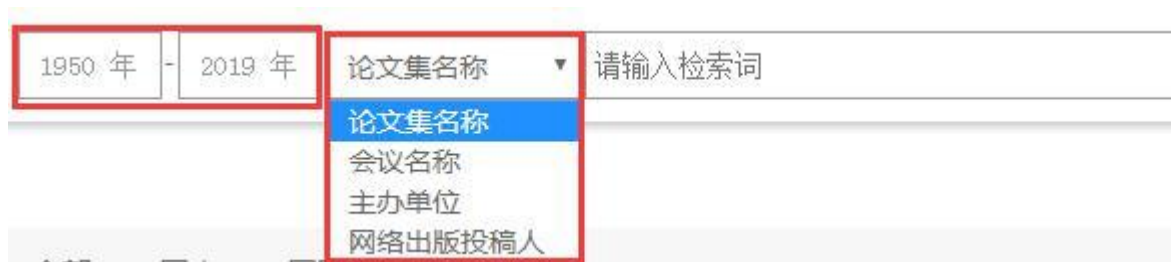 1950 年 - 2019 年 论文集名称 ▼ 请输入检索词
论文集名称
会议名称
主办单位
网络出版投稿人